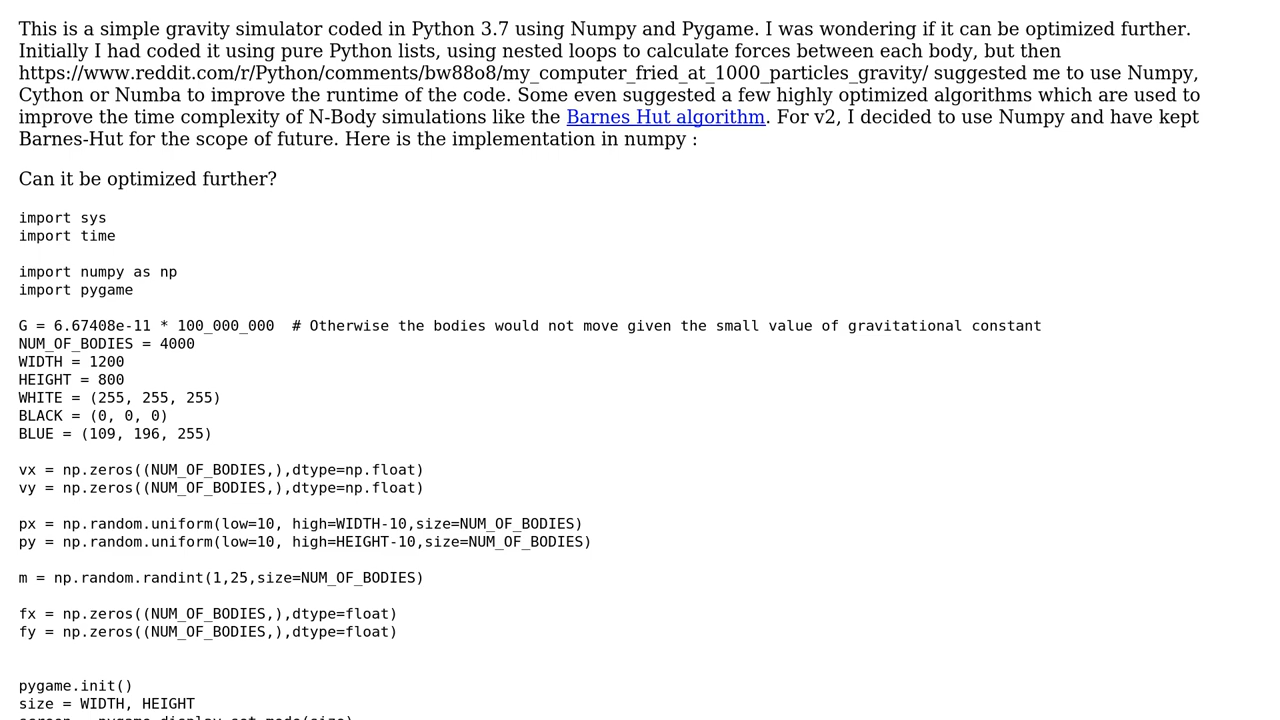 This is a simple gravity simulator coded in Python 3.7 using Numpy and Pygame. I was wondering if it can be optimized further.
Initially I had coded it using pure Python lists, using nested loops to calculate forces between each body, but then
https://www.reddit.com/r/Python/comments/bw88o8/my_computer_fried_at_1000_particles_gravity/ suggested me to use Numpy,
Cython or Numba to improve the runtime of the code. Some even suggested a few highly optimized algorithms which are used to
improve the time complexity of N-Body simulations like the Barnes Hut algorithm. For v2, I decided to use Numpy and have kept
Barnes-Hut for the scope of future. Here is the implementation in numpy :
Can it be optimized further?
import sys
import time
import numpy as np
import pygame
G = 6.67408e-11 * 100_000_000  # Otherwise the bodies would not move given the small value of gravitational constant
NUM_OF_BODIES = 4000
WIDTH = 1200
HEIGHT = 800
WHITE = (255, 255, 255)
BLACK = (0, 0, 0)
BLUE = (109, 196, 255)
vx = np.zeros((NUM_OF_BODIES,),dtype=np.float)
vy = np.zeros((NUM_OF_BODIES,),dtype=np.float)
px = np.random.uniform(low=10, high=WIDTH-10,size=NUM_OF_BODIES)
py = np.random.uniform(low=10, high=HEIGHT-10,size=NUM_OF_BODIES)
m = np.random.randint(1,25,size=NUM_OF_BODIES)
fx = np.zeros((NUM_OF_BODIES,),dtype=float)
fy = np.zeros((NUM_OF_BODIES,),dtype=float)
pygame.init()
size = WIDTH, HEIGHT